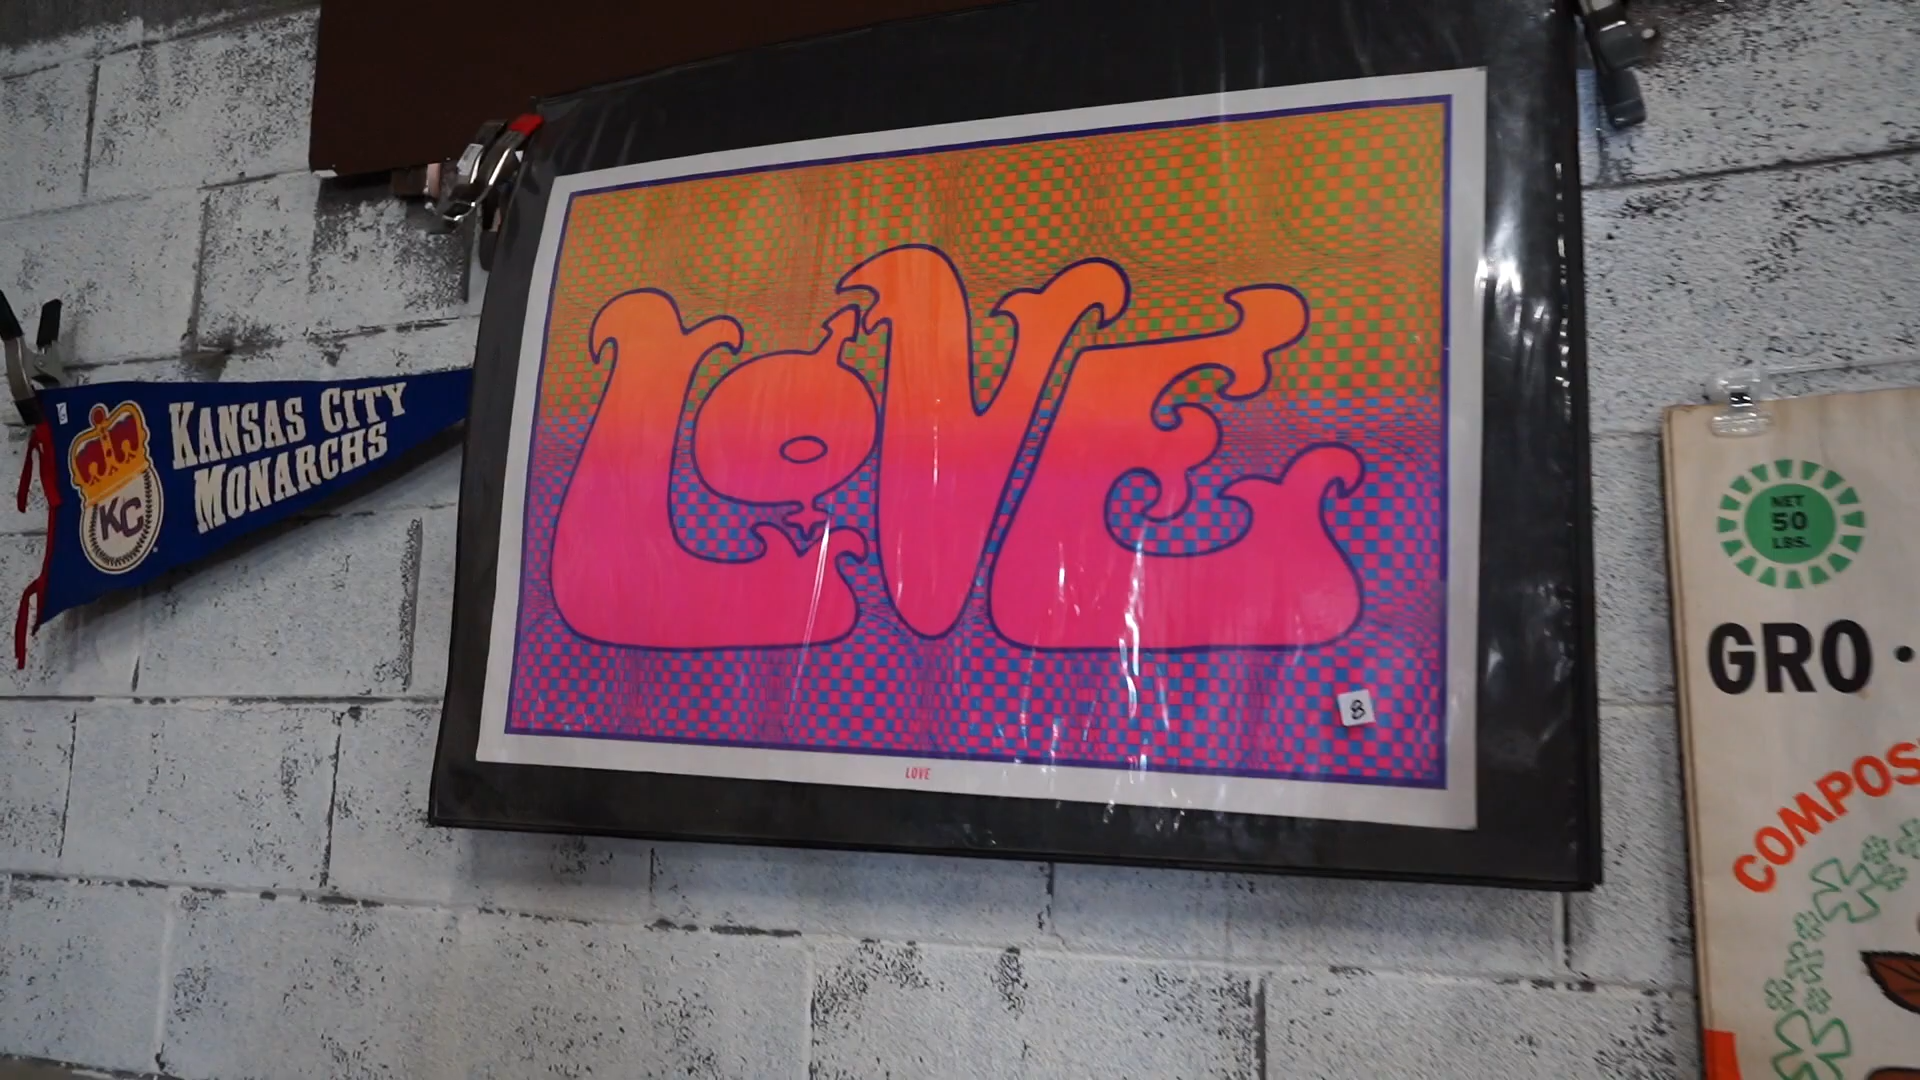 KANSAS CITY
MONARCHS
KC
LOVE
8
LOVE
NET
50
LBS.
GRO •
COMPOS